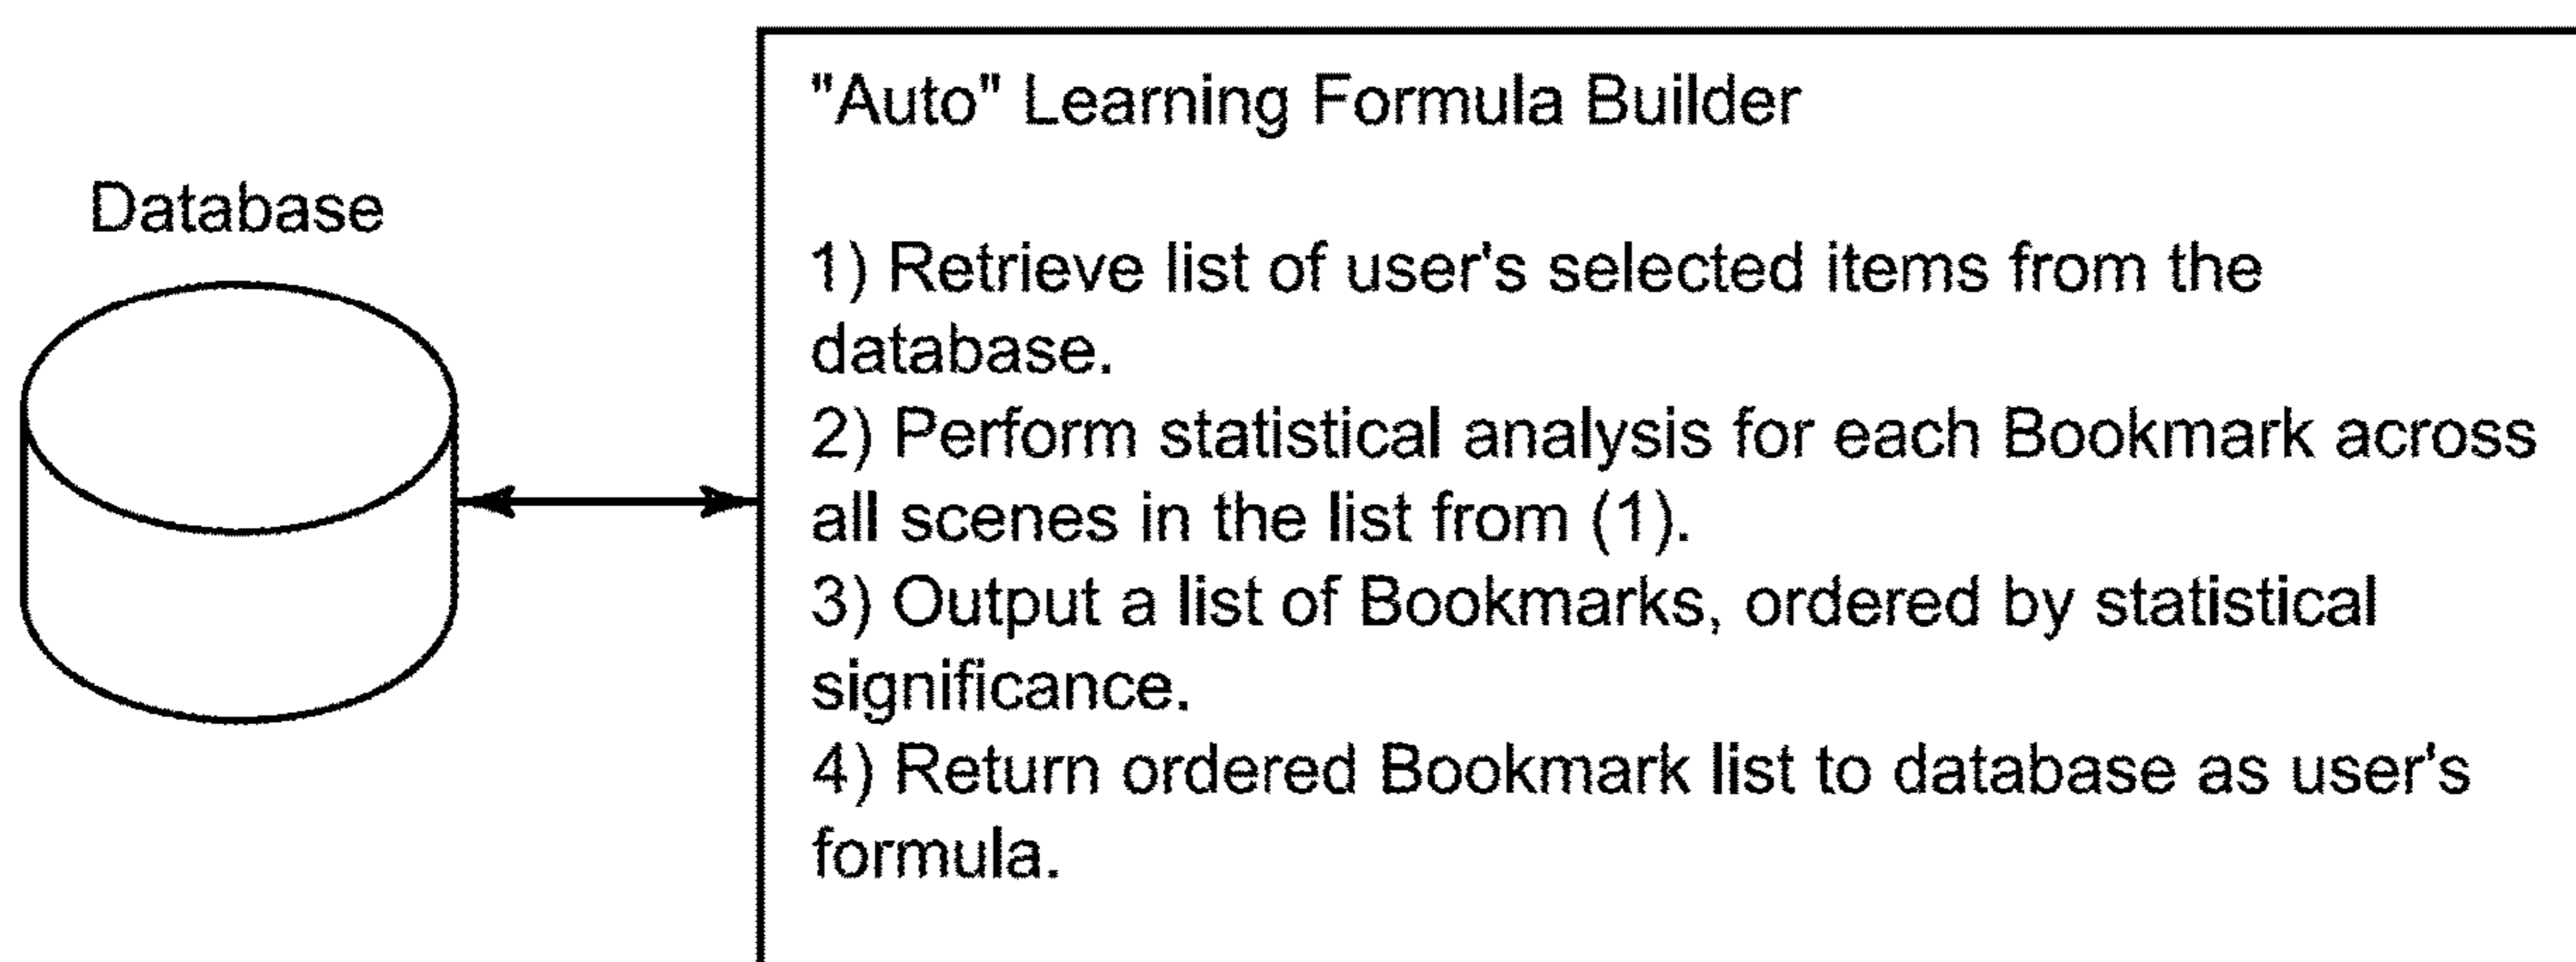 "Auto" Learning Formula Builder
Database
1) Retrieve list of user's selected items from the
database.
2) Perform statistical analysis for each Bookmark across
all scenes in the list from (1).
3) Output a list of Bookmarks, ordered by statistical
significance.
4) Return ordered Bookmark list to database as user's
formula.